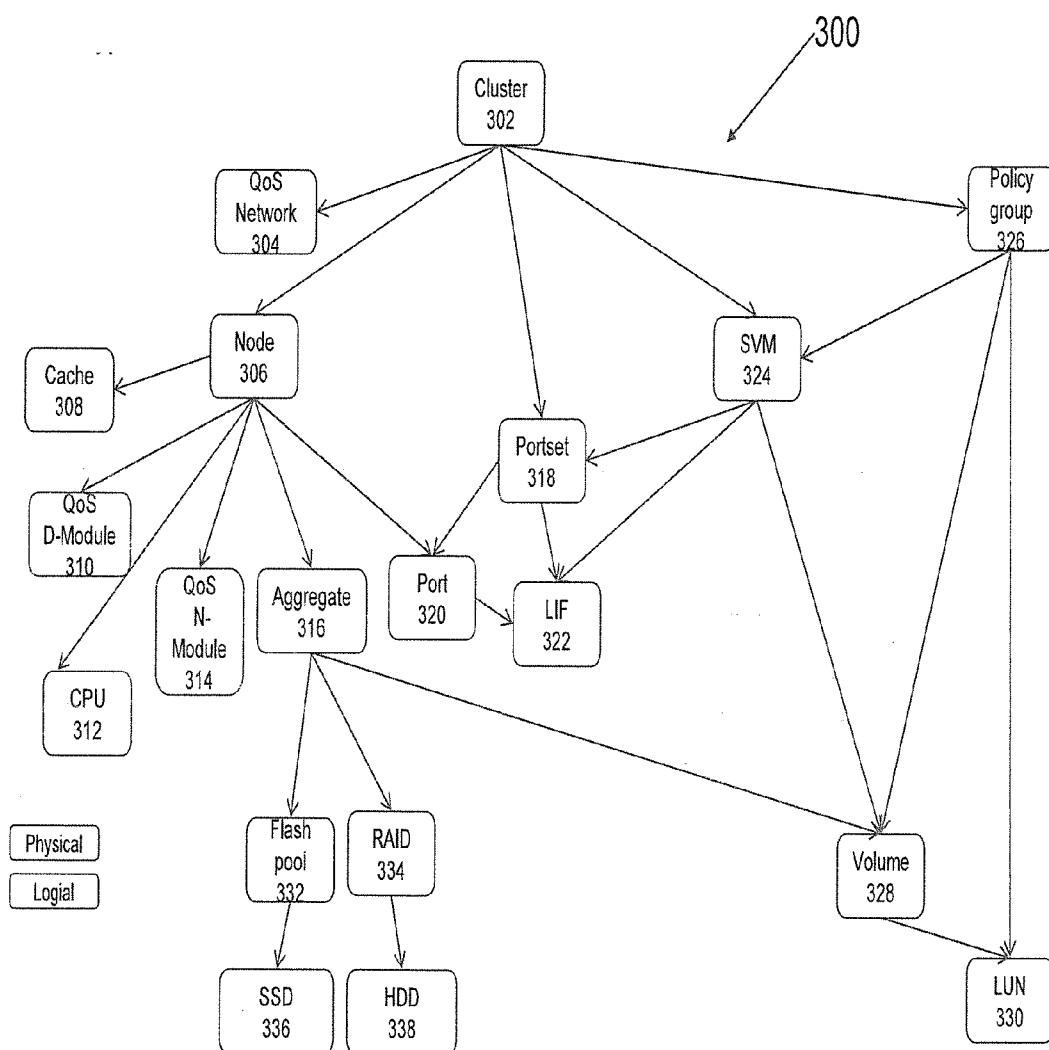 300
Cluster
302
QoS
Network
304
Policy
group
326
Node
306
SVM
324
Cache
308
Portset
318
QoS
D-Module
310
QoS
N-
Module
314
Aggregate
316
Port
320
LIF
322
CPU
312
Flash
pool
332
RAID
334
Physical
Logial
Volume
328
SSD
336
HDD
338
LUN
330